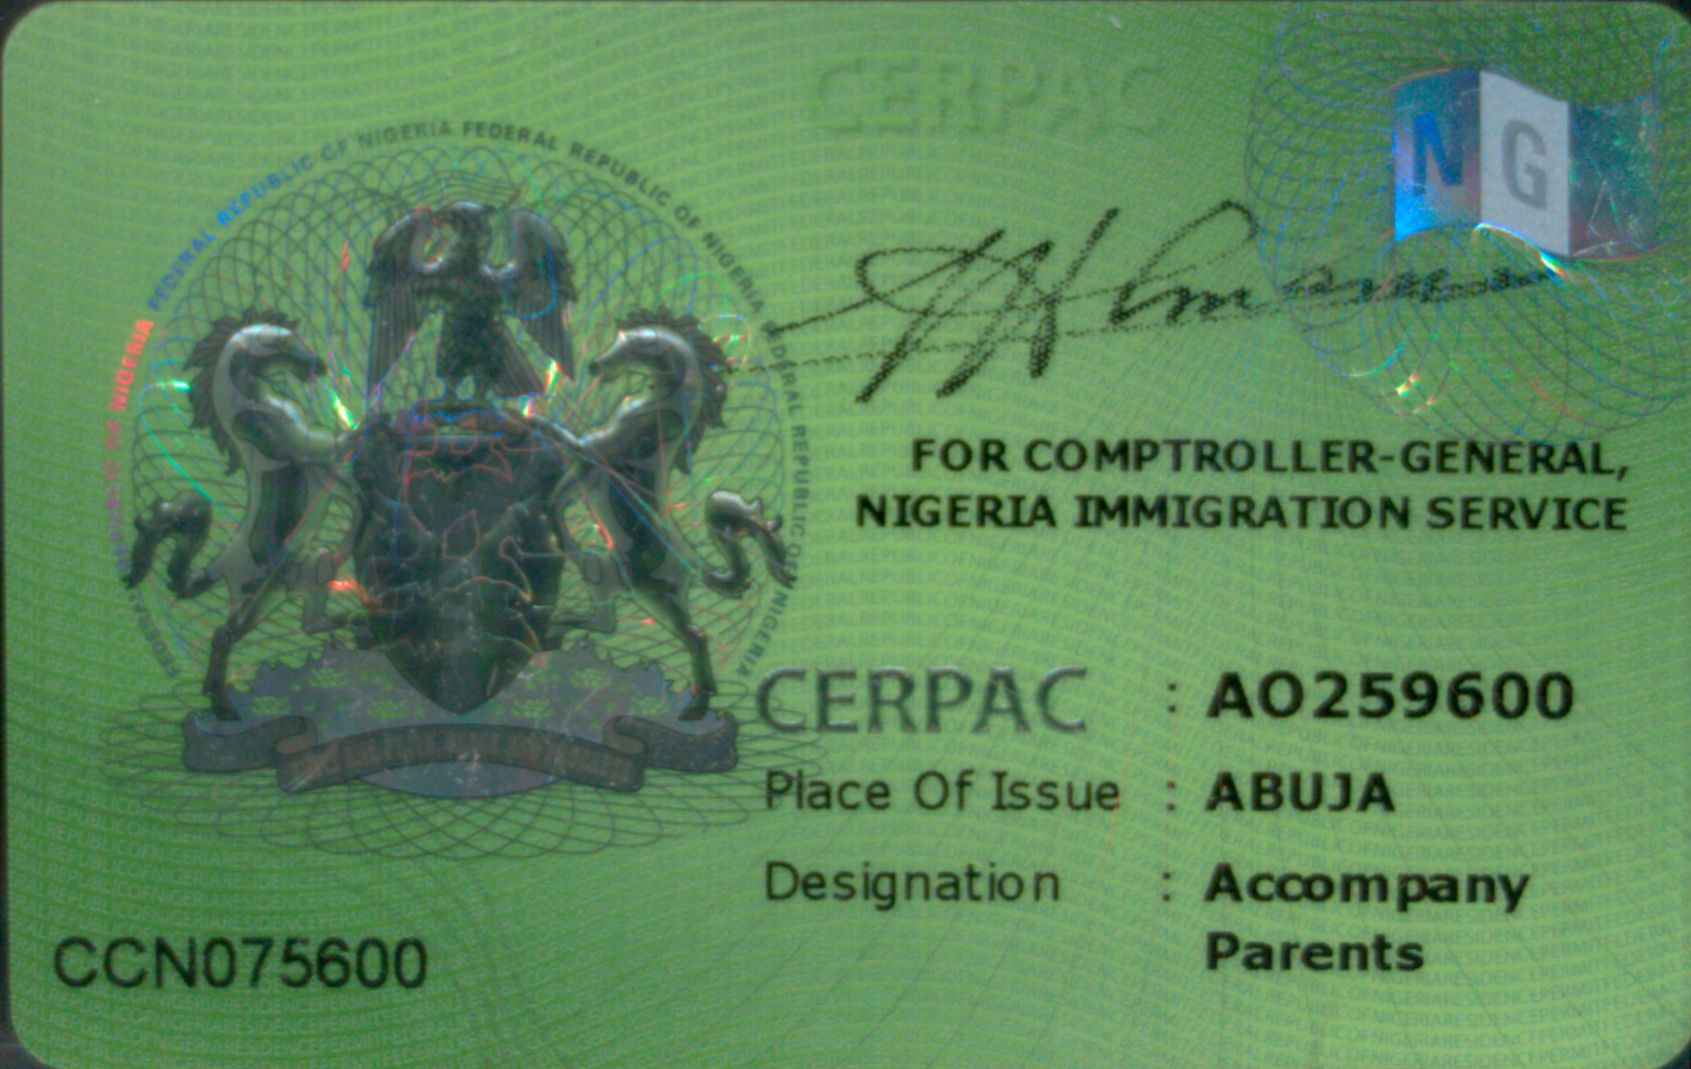 CERPAC
NG
FEDERAL REPUBLIC OF NIGERIA FEDERAL REPUBLIC OF NIGERIA FEDERAL REPUBLIC OF NIGERIA FEDERAL REPUBLIC OF NIGERIA
FOR COMPTROLLER-GENERAL,
NIGERIA IMMIGRATION SERVICE
CERPAC : AO259600
Place Of Issue : ABUJA
Designation : Accompany
Parents
CCN075600